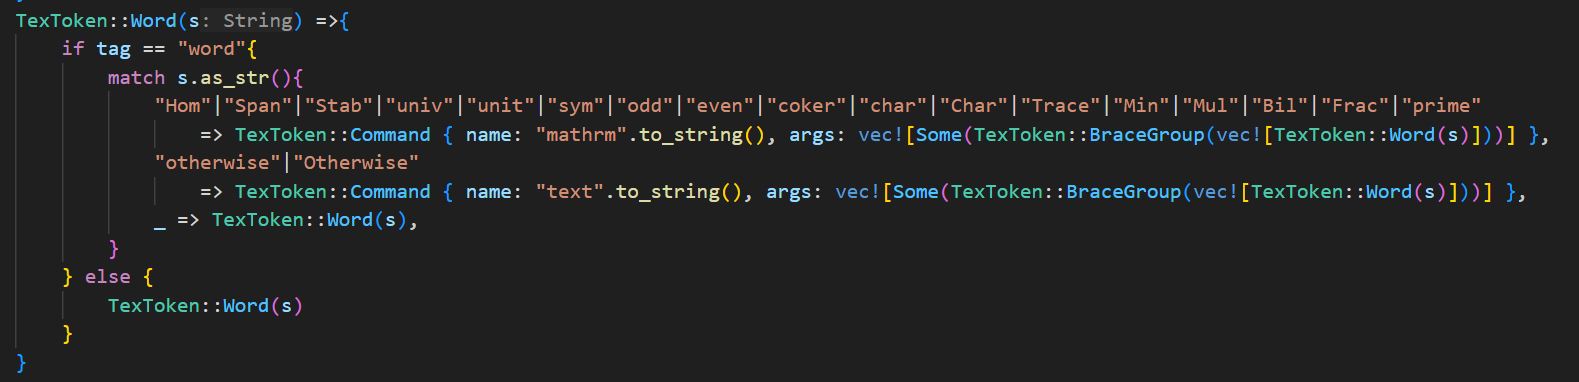 TexToken::Word(s: String) =>{
    if tag == "word"{
        match s.as_str(){
            "Hom"|"Span"|"Stab"|"univ"|"unit"|"sym"|"odd"|"even"|"coker"|"char"|"Char"|"Trace"|"Min"|"Mul"|"Bil"|"Frac"|"prime"
                => TexToken::Command { name: "mathrm".to_string(), args: vec![Some(TexToken::BraceGroup(vec![TexToken::Word(s)]))] },
            "otherwise"|"Otherwise"
                => TexToken::Command { name: "text".to_string(), args: vec![Some(TexToken::BraceGroup(vec![TexToken::Word(s)]))] },
            _ => TexToken::Word(s),
        }
    } else {
        TexToken::Word(s)
    }
}